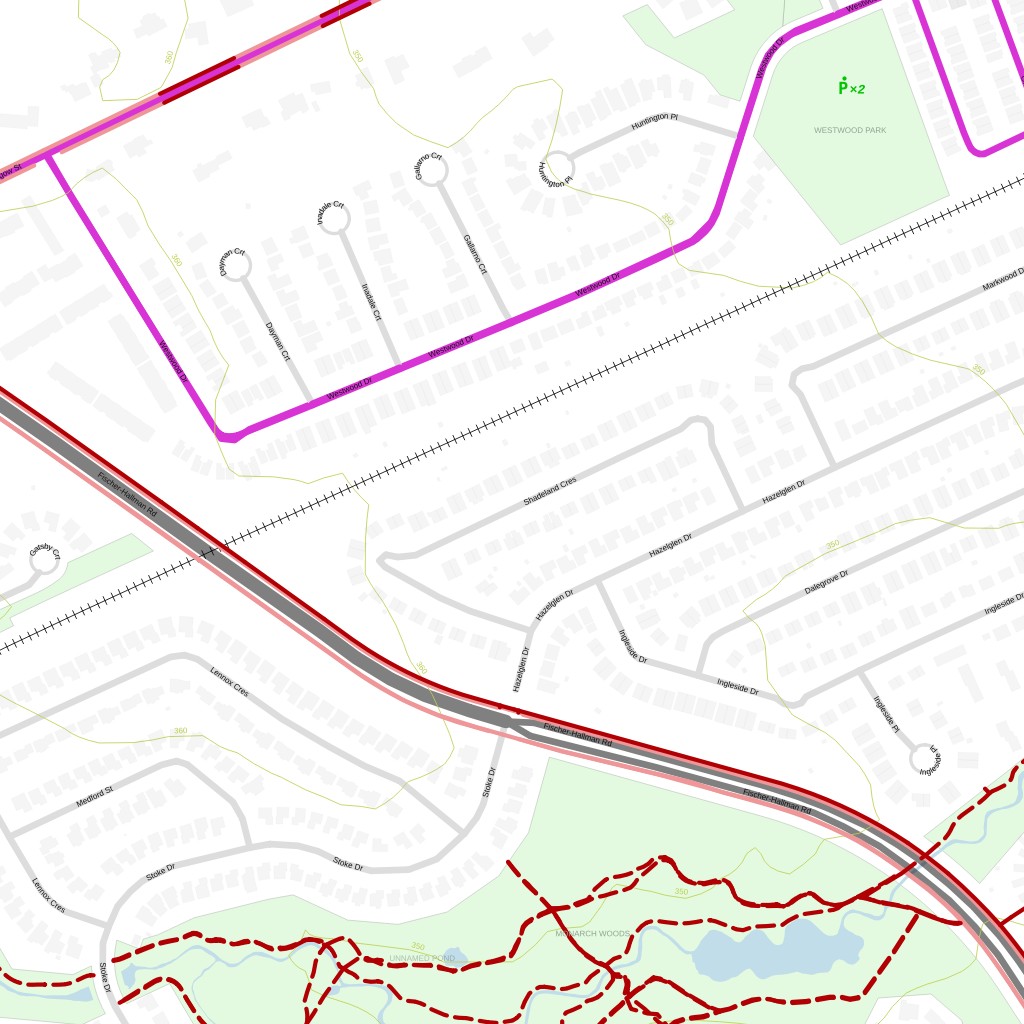 Westwood Dr
360
350
P×2
WESTWOOD PARK
Huntington Pl
Huntington Pl
Gallarno Crt
Inadale Crt
Dayman Crt
Gallarno Crt
Inadale Crt
Dayman Crt
360
350
Westwood Dr
Westwood Dr
Westwood Dr
Westwood Dr
Markwood Dr
350
Fischer-Hallman Rd
Shadeland Cres
Hazelglen Dr
Hazelglen Dr
350
Gatsby Crt
Dalegrove Dr
Hazelglen Dr
Ingleside Dr
Ingleside Dr
Hazelglen Dr
350
Lennox Cres
Ingleside Dr
Ingleside Pl
360
Fischer-Hallman Rd
Ingleside Pl
Stoke Dr
Medford St
Fischer-Hallman Rd
Stoke Dr
Stoke Dr
Lennox Cres
350
MONARCH WOODS
350
UNNAMED POND
Stoke Dr